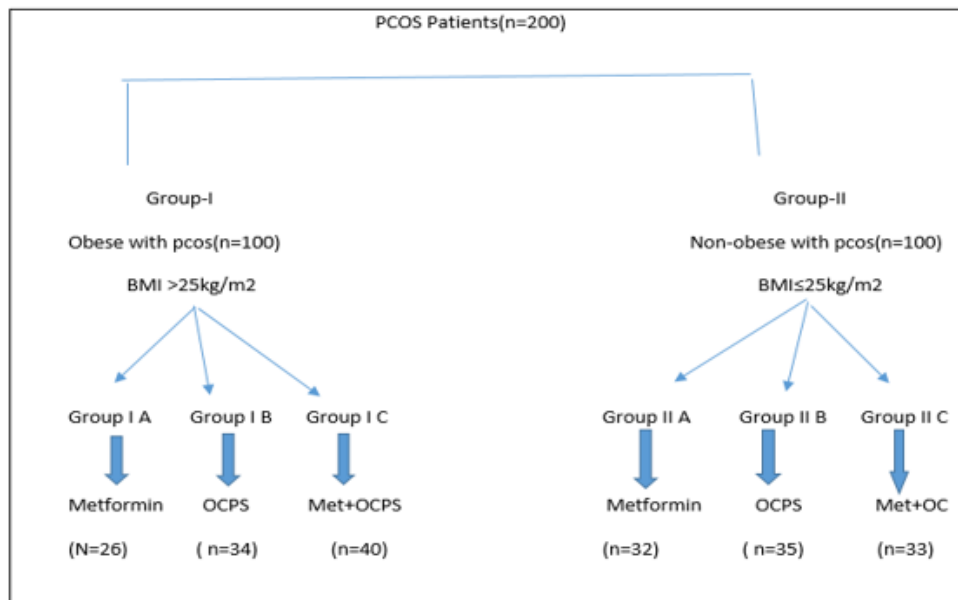 PCOS Patients(n=200)
Group-I
Obese with pcos(n=100)
BMI >25kg/m2
Group-II
Non-obese with pcos(n=100)
BMI≤25kg/m2
Group I A Group I B Group I C
Metformin OCPS Met+OCPS
(N=26) ( n=34) (n=40)
Group II A Group II B Group II C
Metformin OCPS Met+OC
(n=32) ( n=35) (n=33)